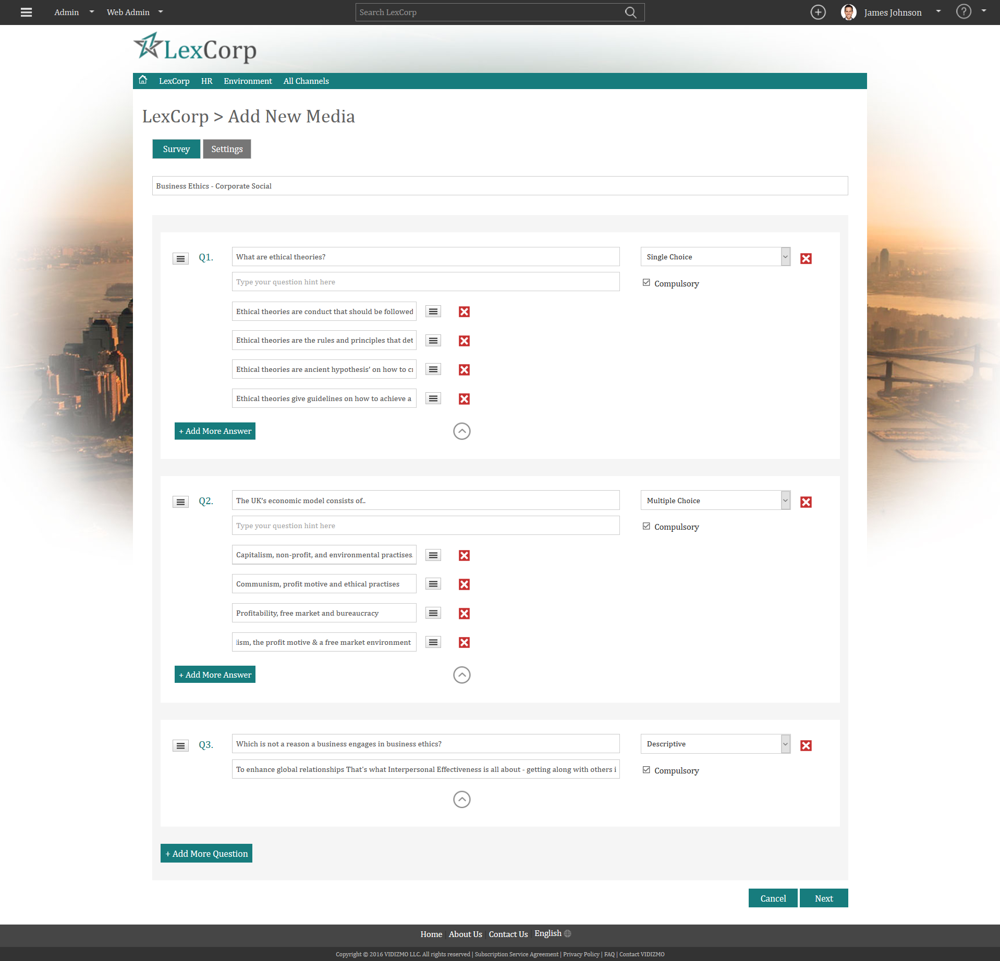 Admin Web Admin Search LexCorp James Johnson ?
LexCorp
LexCorp HR Environment All Channels
LexCorp > Add New Media
Survey Settings
Business Ethics - Corporate Social
Q1. What are ethical theories? Single Choice
Type your question hint here Compulsory
Ethical theories are conduct that should be followed
Ethical theories are the rules and principles that det
Ethical theories are ancient hypothesis’ on how to
Ethical theories give guidelines on how to achieve a
+ Add More Answer
Q2. The UK’s economic model consists of.. Multiple Choice
Type your question hint here Compulsory
Capitalism, non-profit, and environmental practises.
Communism, profit motive and ethical practises
Profitability, free market and bureaucracy
lism, the profit motive & a free market environment
+ Add More Answer
Q3. Which is not a reason a business engages in business ethics? Descriptive
To enhance global relationships That's what Interpersonal Effectiveness is all about - getting along with others i Compulsory
+ Add More Question
Cancel Next
Home | About Us | Contact Us | English
Copyright © 2016 VIDIZMO LLC. All rights reserved | Subscription Service Agreement | Privacy Policy | FAQ | Contact VIDIZMO